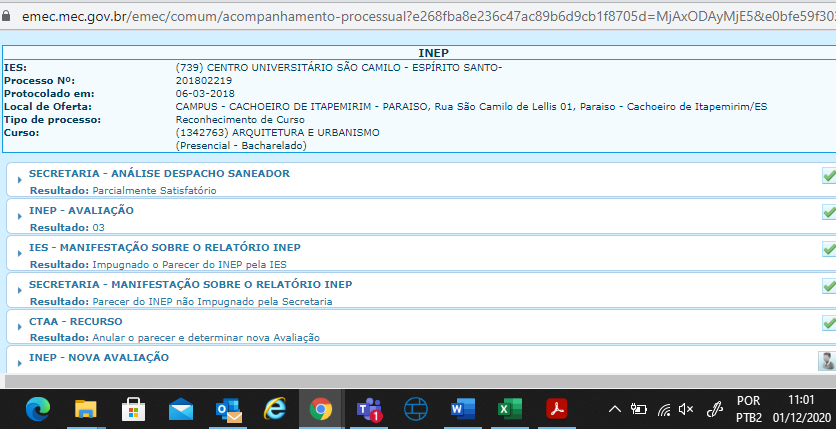 emec.mec.gov.br/emec/comum/acompanhamento-processual?e268fba8e236c47ac89b6d9cb1f8705d=MjAxODAyMjE5&e0bfe59f30
INEP
IES: (739) CENTRO UNIVERSITÁRIO SÃO CAMILO - ESPÍRITO SANTO-
Processo Nº: 201802219
Protocolado em: 06-03-2018
Local de Oferta: CAMPUS - CACHOEIRO DE ITAPEMIRIM - PARAISO, Rua São Camilo de Lellis 01, Paraiso - Cachoeiro de Itapemirim/ES
Tipo de processo: Reconhecimento de Curso
Curso: (1342763) ARQUITETURA E URBANISMO
(Presencial - Bacharelado)
SECRETARIA - ANÁLISE DESPACHO SANEADOR
Resultado: Parcialmente Satisfatório
INEP - AVALIAÇÃO
Resultado: 03
IES - MANIFESTAÇÃO SOBRE O RELATÓRIO INEP
Resultado: Impugnado o Parecer do INEP pela IES
SECRETARIA - MANIFESTAÇÃO SOBRE O RELATÓRIO INEP
Resultado: Parecer do INEP não Impugnado pela Secretaria
CTAA - RECURSO
Resultado: Anular o parecer e determinar nova Avaliação
INEP - NOVA AVALIAÇÃO
1
POR
PTB2
11:01
01/12/2020